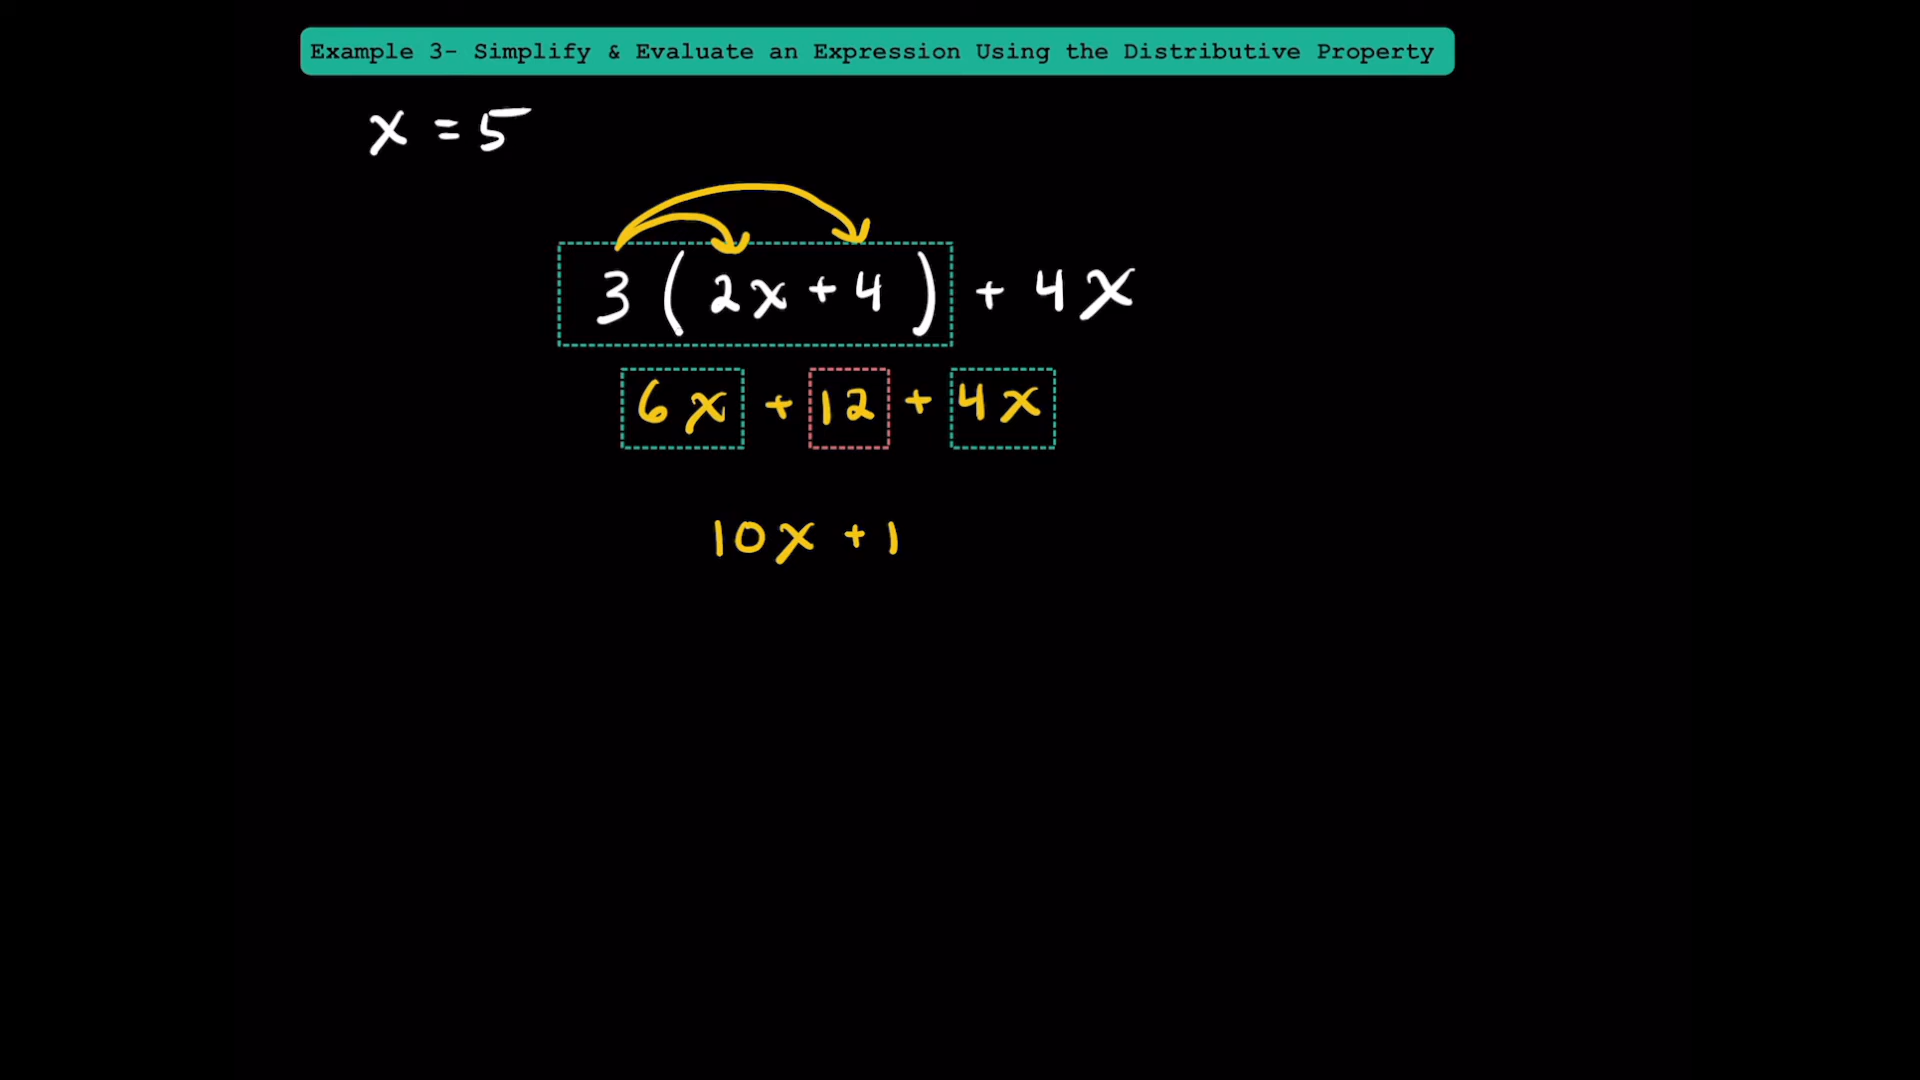 Example 3- Simplify & Evaluate an Expression Using the Distributive Property
x = 5
3 ( 2x + 4 ) + 4x
6x + 12 + 4x
10x + 1